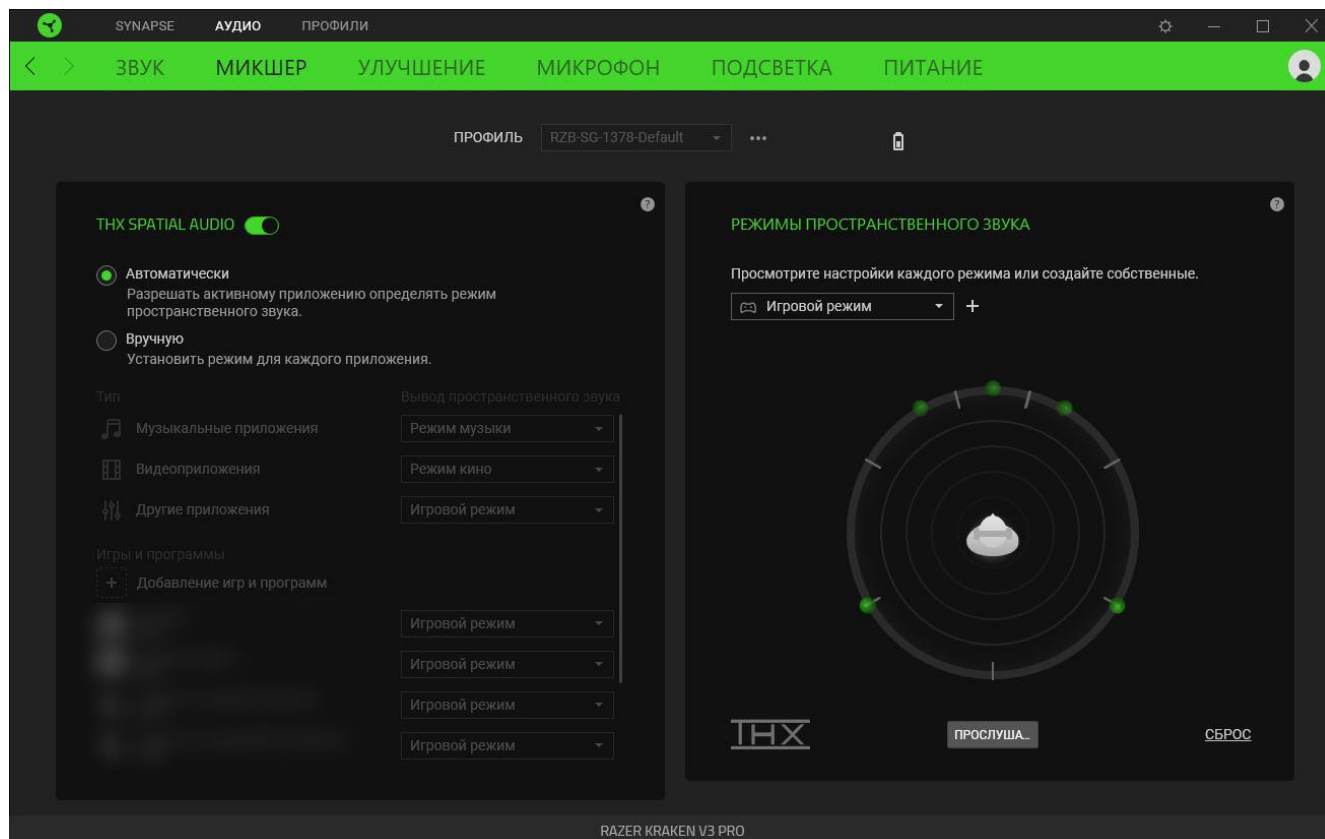 SYNAPSE АУДИО ПРОФИЛИ
ЗВУК МИКШЕР УЛУЧШЕНИЕ МИКРОФОН ПОДСВЕТКА ПИТАНИЕ
ПРОФИЛЬ RZB-SG-1378-Default
THX SPATIAL AUDIO
Автоматически
Разрешать активному приложению определять режим
пространственного звука.
Вручную
Установить режим для каждого приложения.
Тип Вывод пространственного звука
Музыкальные приложения Режим музыки
Видеоприложения Режим кино
Другие приложения Игровой режим
Игры и программы
Добавление игр и программ
Игровой режим
Игровой режим
Игровой режим
Игровой режим
РЕЖИМЫ ПРОСТРАНСТВЕННОГО ЗВУКА
Просмотрите настройки каждого режима или создайте собственные.
Игровой режим
THX ПРОСЛУША... СБРОС
RAZER KRAKEN V3 PRO